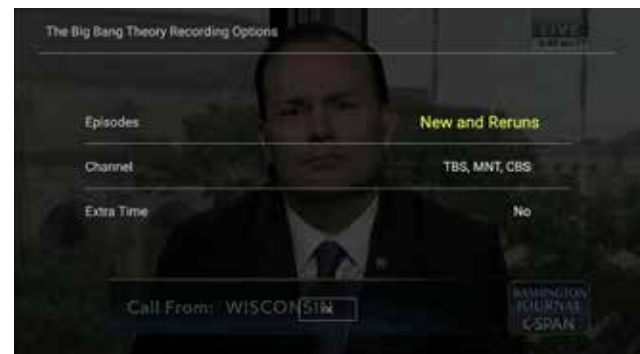 The Big Bang Theory Recording Options
LIVE
Episodes New and Reruns
Channel TBS, MNT, CBS
Extra Time No
Call From: WISCONSIN
WASHINGTON
JOURNAL
C-SPAN